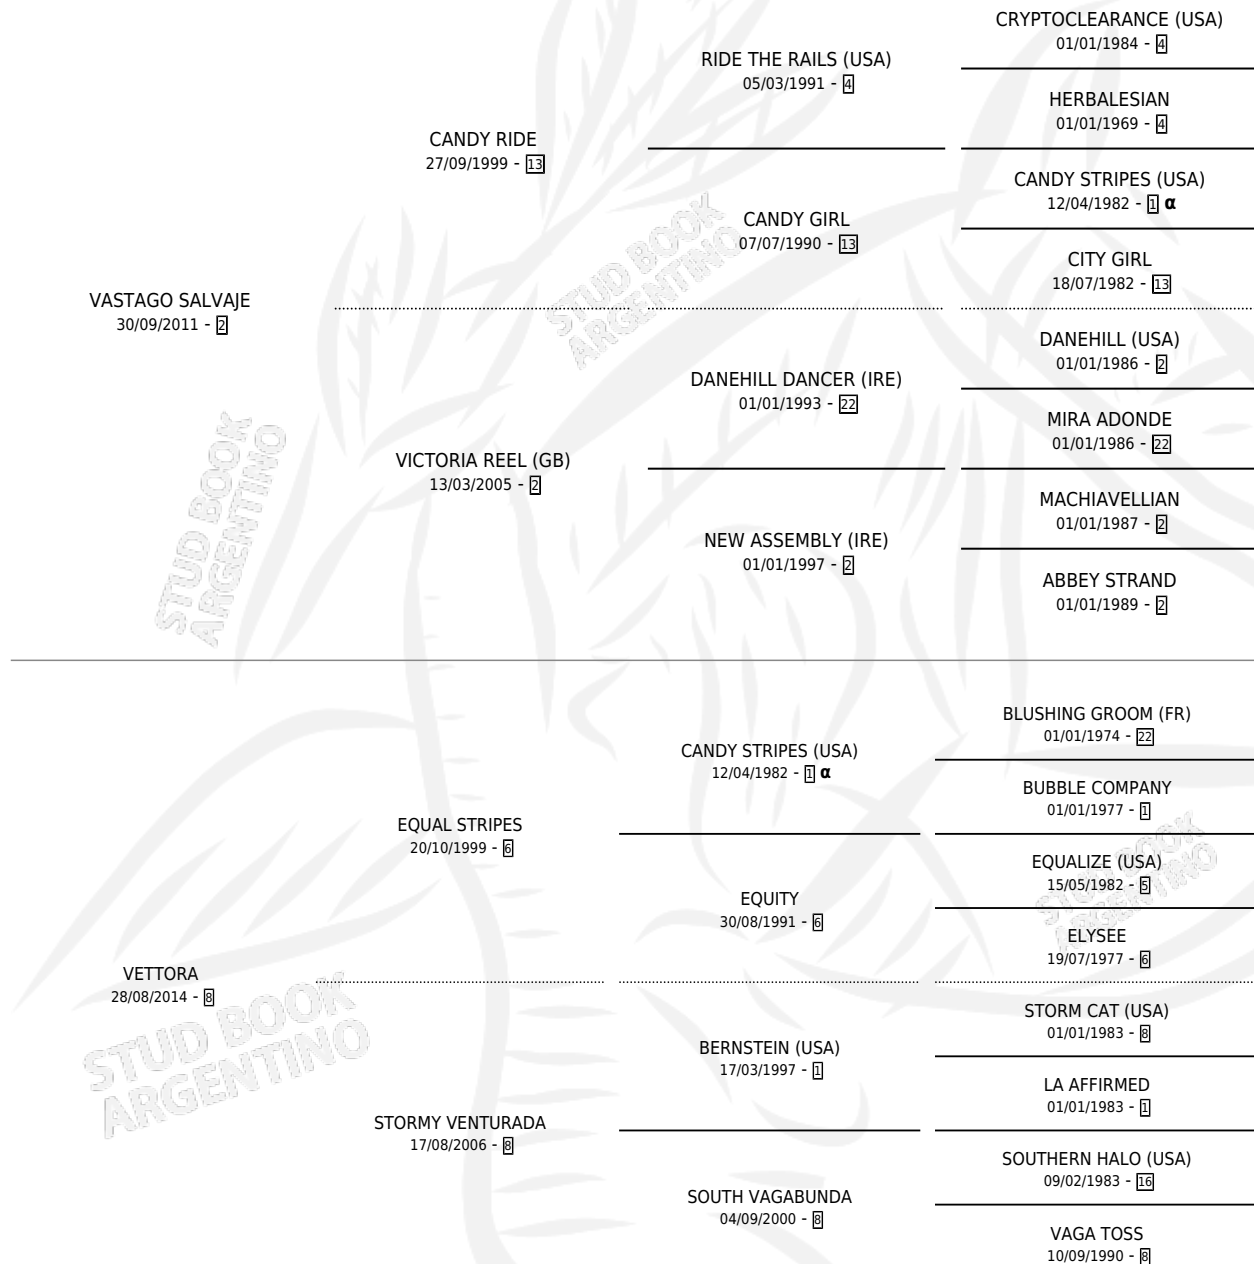 CRYPTOCLEARANCE (USA)
01/01/1984 - 4
RIDE THE RAILS (USA)
05/03/1991 - 4
HERBALESIAN
01/01/1969 - 4
CANDY RIDE
27/09/1999 - 13
CANDY STRIPES (USA)
12/04/1982 - 1 α
CANDY GIRL
07/07/1990 - 13
CITY GIRL
18/07/1982 - 13
VASTAGO SALVAJE
30/09/2011 - 2
DANEHILL (USA)
01/01/1986 - 2
DANEHILL DANCER (IRE)
01/01/1993 - 22
MIRA ADONDE
01/01/1986 - 22
VICTORIA REEL (GB)
13/03/2005 - 2
MACHIAVELLIAN
01/01/1987 - 2
NEW ASSEMBLY (IRE)
01/01/1997 - 2
ABBEY STRAND
01/01/1989 - 2
STUD BOOK
ARGENTINO
STUD BOOK
ARGENTINO
BLUSHING GROOM (FR)
01/01/1974 - 22
CANDY STRIPES (USA)
12/04/1982 - 1 α
BUBBLE COMPANY
01/01/1977 - 1
EQUAL STRIPES
20/10/1999 - 6
EQUALIZE (USA)
15/05/1982 - 5
EQUITY
30/08/1991 - 6
ELYSEE
19/07/1977 - 6
VETTORA
28/08/2014 - 8
STORM CAT (USA)
01/01/1983 - 8
BERNSTEIN (USA)
17/03/1997 - 1
LA AFFIRMED
01/01/1983 - 1
STORMY VENTURADA
17/08/2006 - 8
SOUTHERN HALO (USA)
09/02/1983 - 16
SOUTH VAGABUNDA
04/09/2000 - 8
VAGA TOSS
10/09/1990 - 8
STUD BOOK
ARGENTINO
STUD BOOK
ARGENTINO